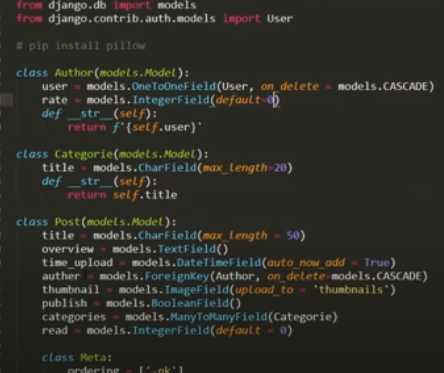 from django.db import models
from django.contrib.auth.models import User
# pip install pillow
class Author(models.Model):
user = models.OneToOneField(User, on_delete = models.CASCADE)
rate = models.IntegerField(default=0)
def __str__(self):
return f'{self.user}'
class Categorie(models.Model):
title = models.CharField(max_length=20)
def __str__(self):
return self.title
class Post(models.Model):
title = models.CharField(max_length = 50)
overview = models.TextField()
time_upload = models.DateTimeField(auto_now_add = True)
auther = models.ForeignKey(Author, on_delete=models.CASCADE)
thumbnail = models.ImageField(upload_to = 'thumbnails')
publish = models.BooleanField()
categories = models.ManyToManyField(Categorie)
read = models.IntegerField(default = 0)
class Meta:
ordering = ['-pk']